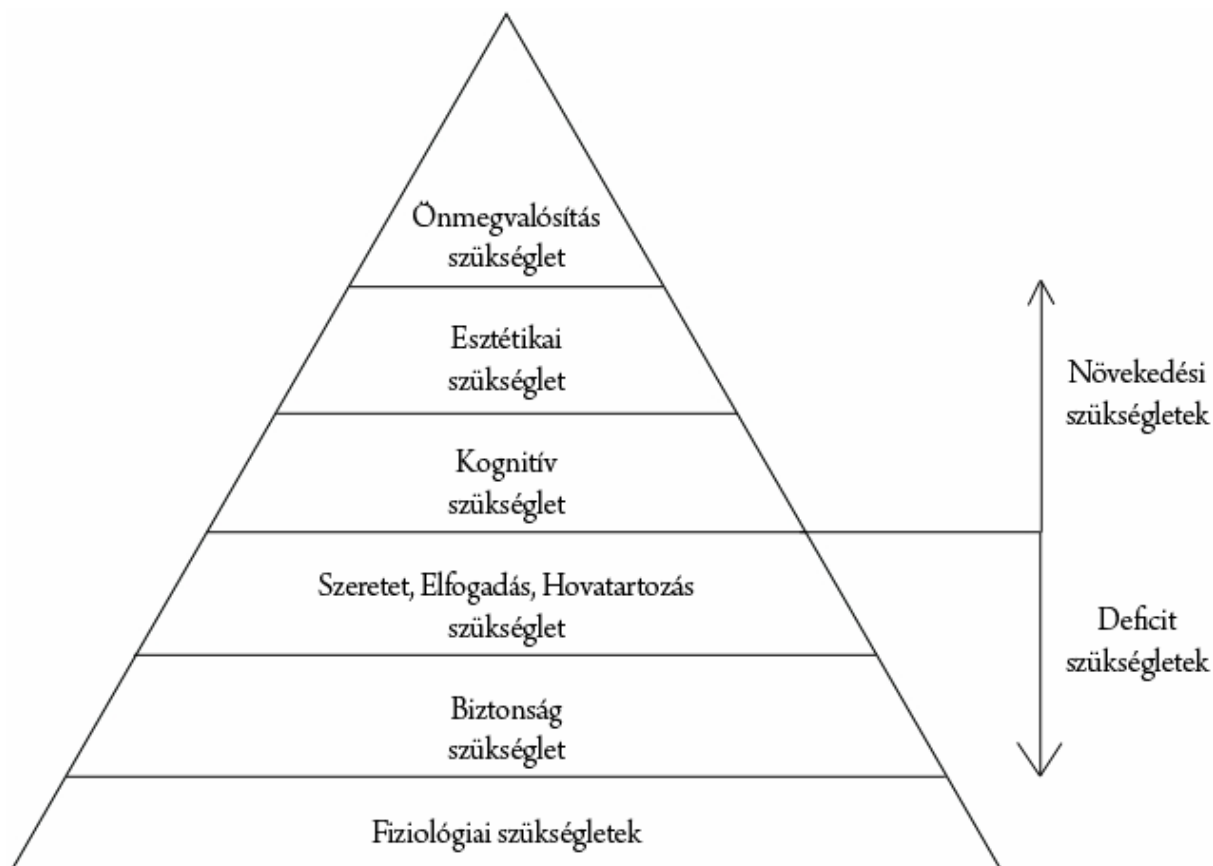 Önmegvalósítás
szükséglet
Esztétikai
szükséglet
Kognitív
szükséglet
Szeretet, Elfogadás, Hovatartozás
szükséglet
Biztonság
szükséglet
Fiziológiai szükségletek
Növekedési
szükségletek
Deficit
szükségletek